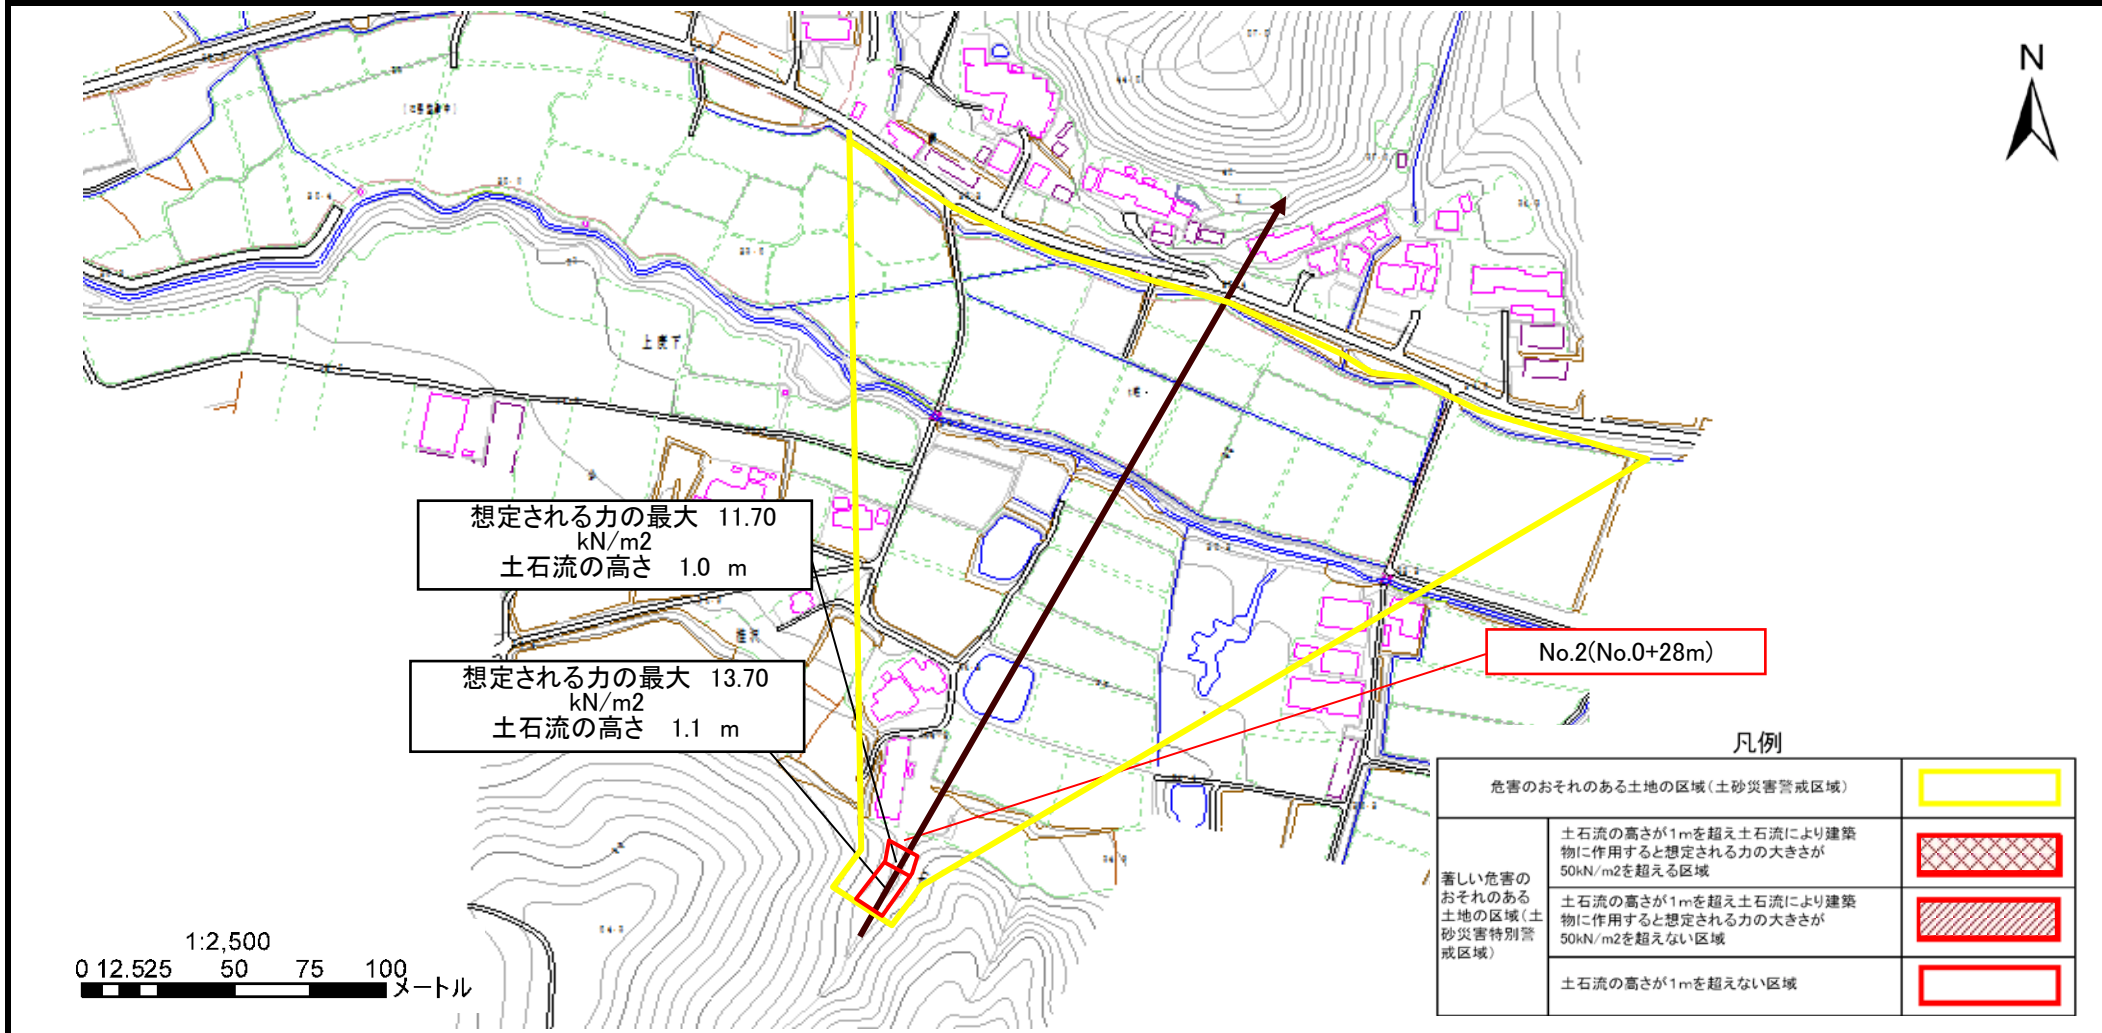 N
上庚下
想定される力の最大 11.70
kN/m2
土石流の高さ 1.0 m
想定される力の最大 13.70
kN/m2
土石流の高さ 1.1 m
No.2(No.0+28m)
凡例
危害のおそれのある土地の区域(土砂災害警戒区域)
著しい危害の
おそれのある
土地の区域(土
砂災害特別警
戒区域)
土石流の高さが1mを超え土石流により建築
物に作用すると想定される力の大きさが
50kN/m2を超える区域
土石流の高さが1mを超え土石流により建築
物に作用すると想定される力の大きさが
50kN/m2を超えない区域
土石流の高さが1mを超えない区域
1:2,500
0 12.525 50 75 100
メートル